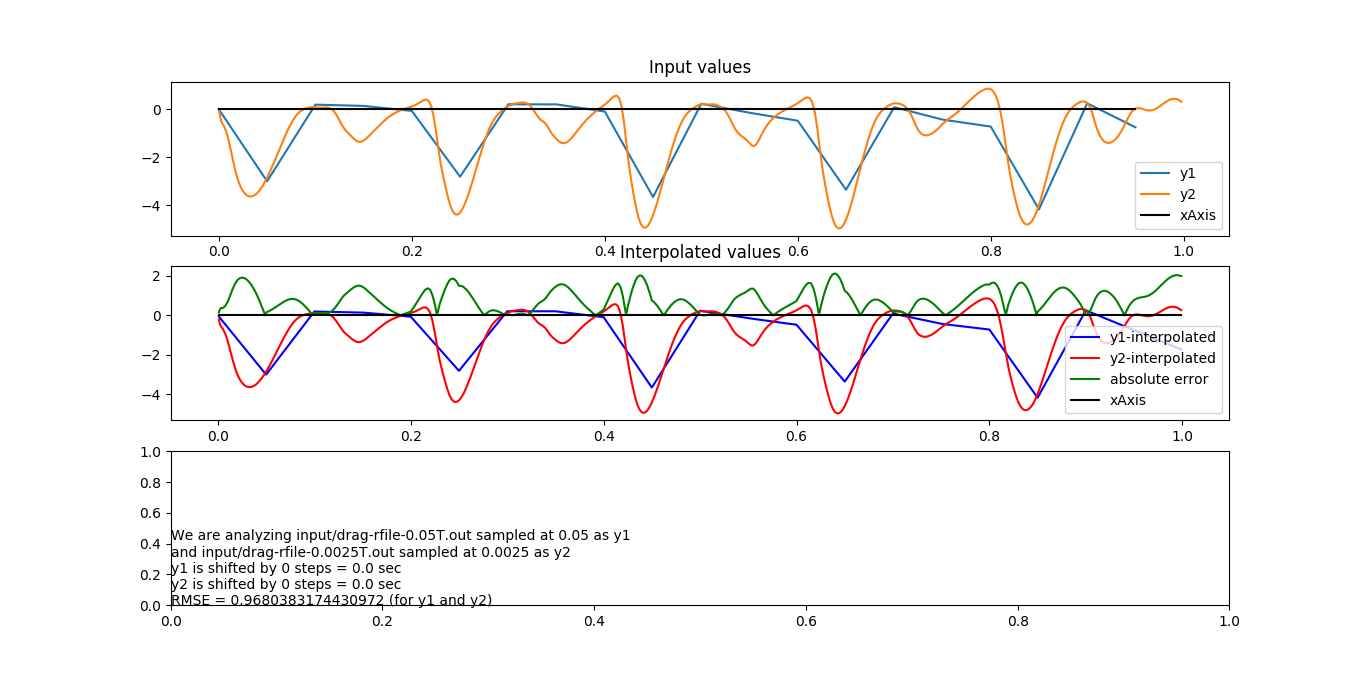 Input values
0
−2
−4
y1
y2
xAxis
0.0 0.2 0.4 0.6 0.8 1.0
Interpolated values
2
0
−2
−4
y1-interpolated
y2-interpolated
absolute error
xAxis
0.0 0.2 0.4 0.6 0.8 1.0
1.0
0.8
0.6
0.4
0.2
0.0
We are analyzing input/drag-rfile-0.05T.out sampled at 0.05 as y1
and input/drag-rfile-0.0025T.out sampled at 0.0025 as y2
y1 is shifted by 0 steps = 0.0 sec
y2 is shifted by 0 steps = 0.0 sec
RMSE = 0.9680383174430972 (for y1 and y2)
0.0 0.2 0.4 0.6 0.8 1.0